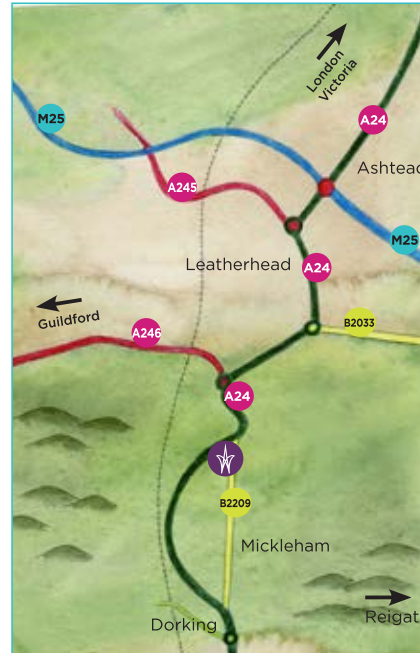 London
Victoria
A24
M25
Ashtead
A245
M25
Leatherhead
A24
Guildford
B2033
A246
A24
B2209
Mickleham
Reigat
Dorking